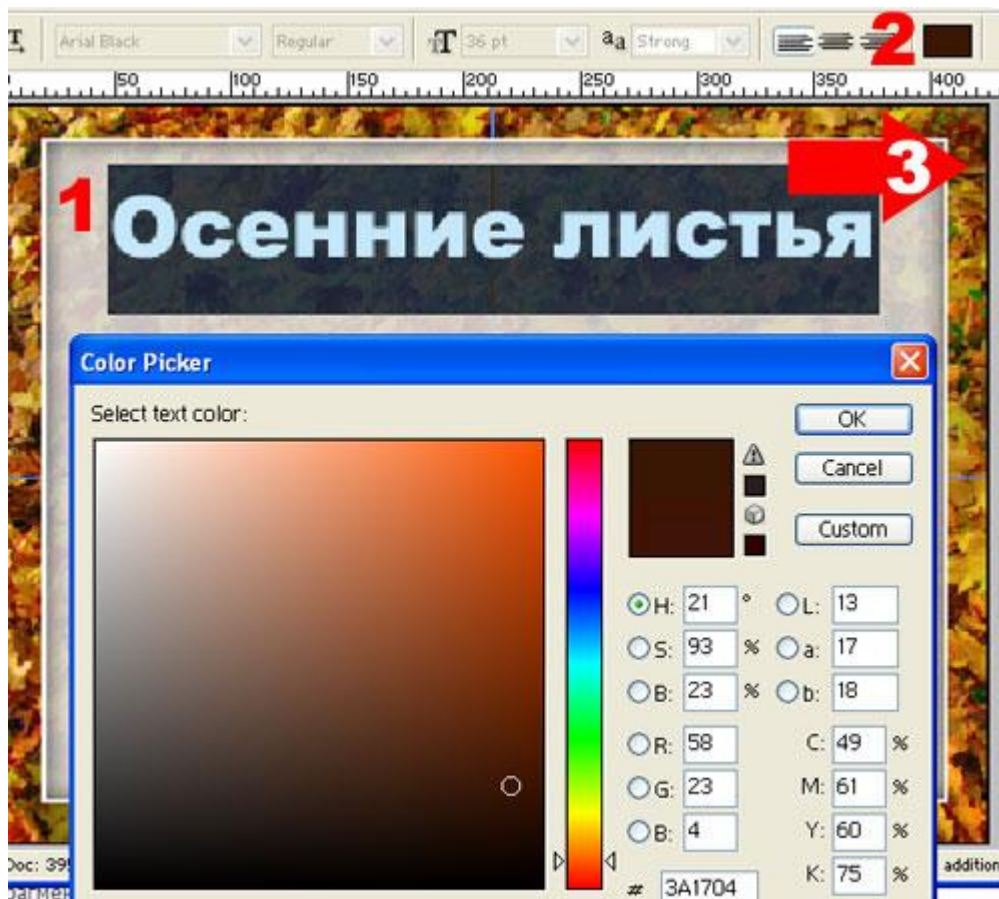 T Arial Black Regular T 36 pt aa Strong 2
50 100 150 200 250 300 350 400
3
1
Осенние листья
Color Picker
Select text color:
OK
Cancel
Custom
H: 21 ° L: 13
S: 93 % a: 17
B: 23 % b: 18
R: 58 C: 49 %
G: 23 M: 61 %
B: 4 Y: 60 %
# 3A1704 K: 75 %
Doc: 39
addition